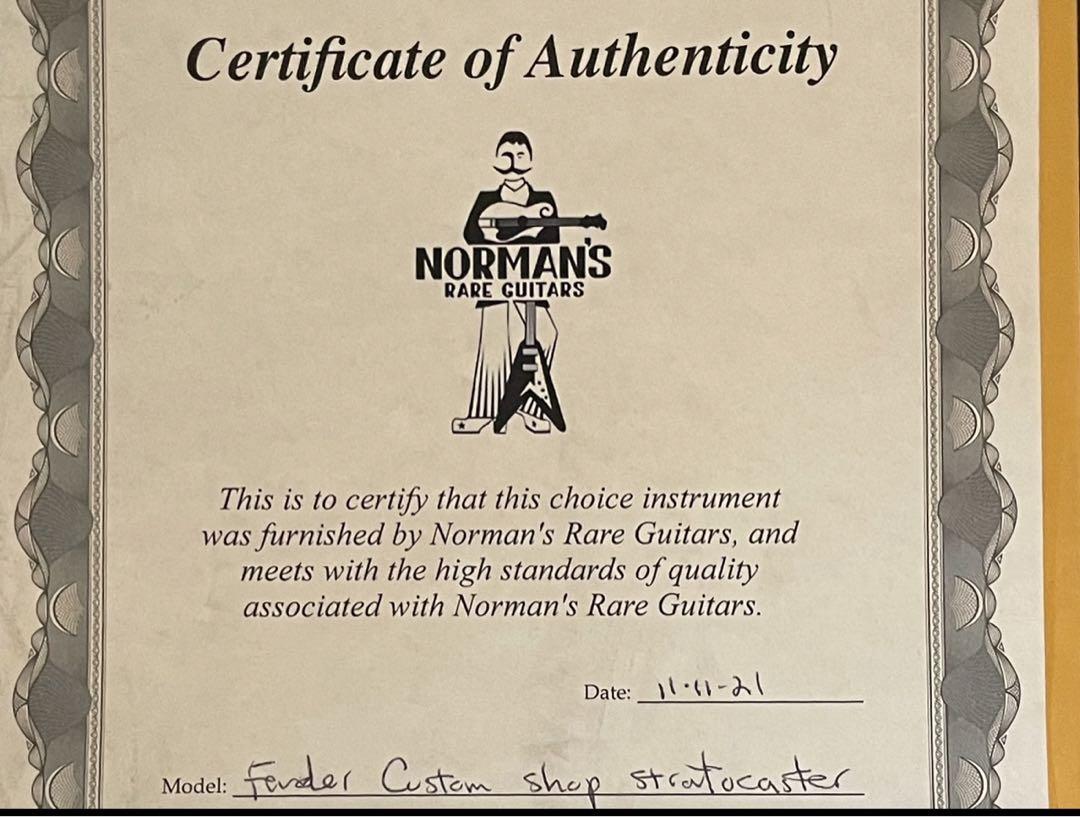 Certificate of Authenticity
NORMAN'S
RARE GUITARS
This is to certify that this choice instrument
was furnished by Norman's Rare Guitars, and
meets with the high standards of quality
associated with Norman's Rare Guitars.
Date: 11-11-21
Model: Fender Custom shop stratocaster